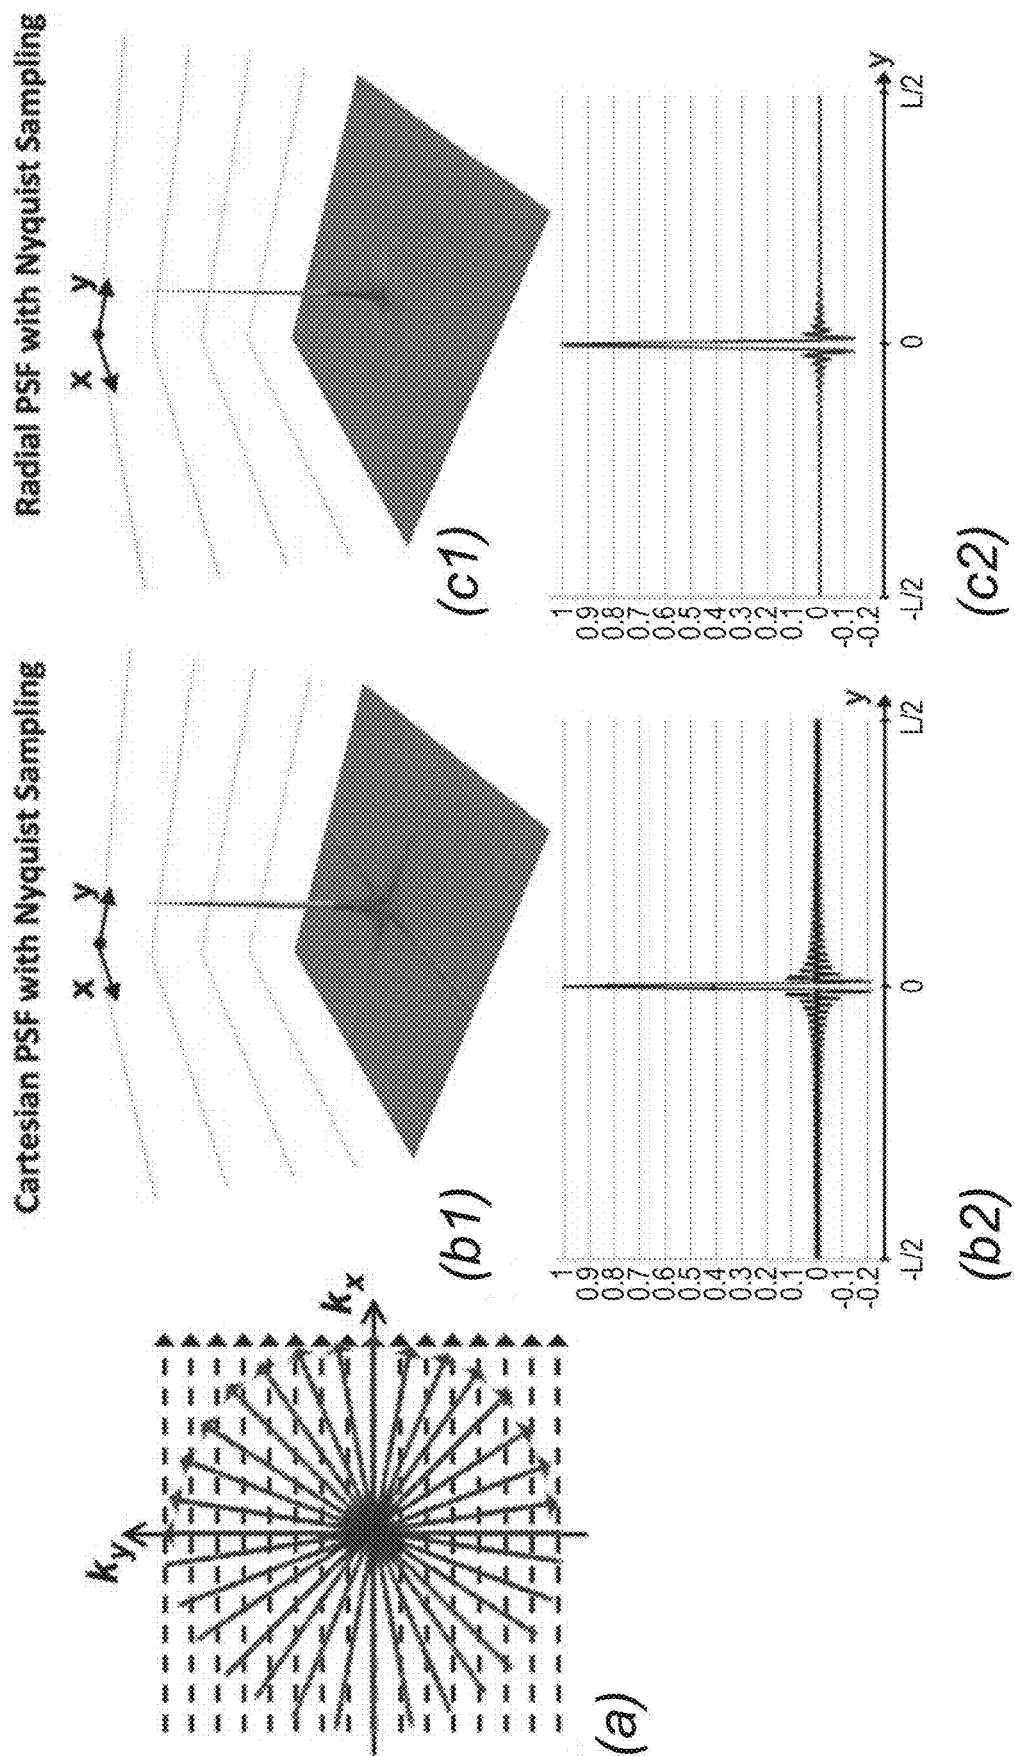 Cartesian PSF with Nyquist Sampling
Radial PSF with Nyquist Sampling
ky
kx
(a)
x
y
(b1)
x
y
(c1)
1
0.9
0.8
0.7
0.6
0.5
0.4
0.3
0.2
0.1
0
-0.1
-0.2
-L/2
0
L/2
y
(b2)
1
0.9
0.8
0.7
0.6
0.5
0.4
0.3
0.2
0.1
0
-0.1
-0.2
-L/2
0
L/2
y
(c2)